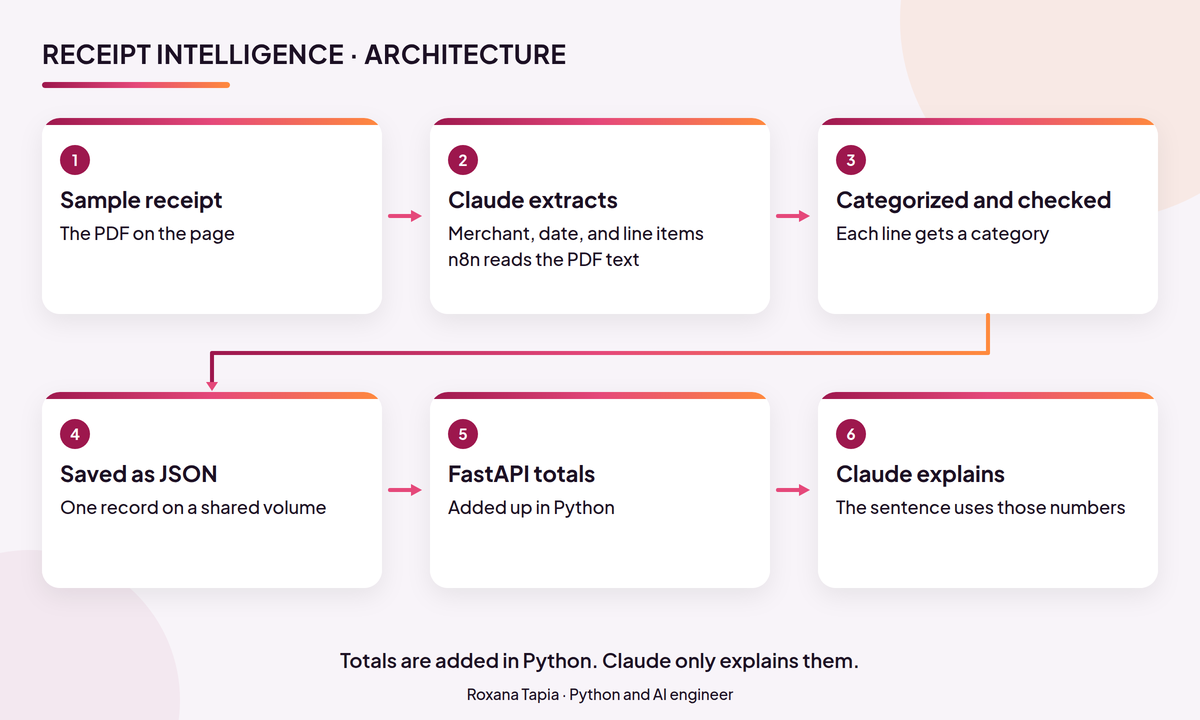 RECEIPT INTELLIGENCE · ARCHITECTURE
1
Sample receipt
The PDF on the page
2
Claude extracts
Merchant, date, and line items
n8n reads the PDF text
3
Categorized and checked
Each line gets a category
4
Saved as JSON
One record on a shared volume
5
FastAPI totals
Added up in Python
6
Claude explains
The sentence uses those numbers
Totals are added in Python. Claude only explains them.
Roxana Tapia · Python and AI engineer